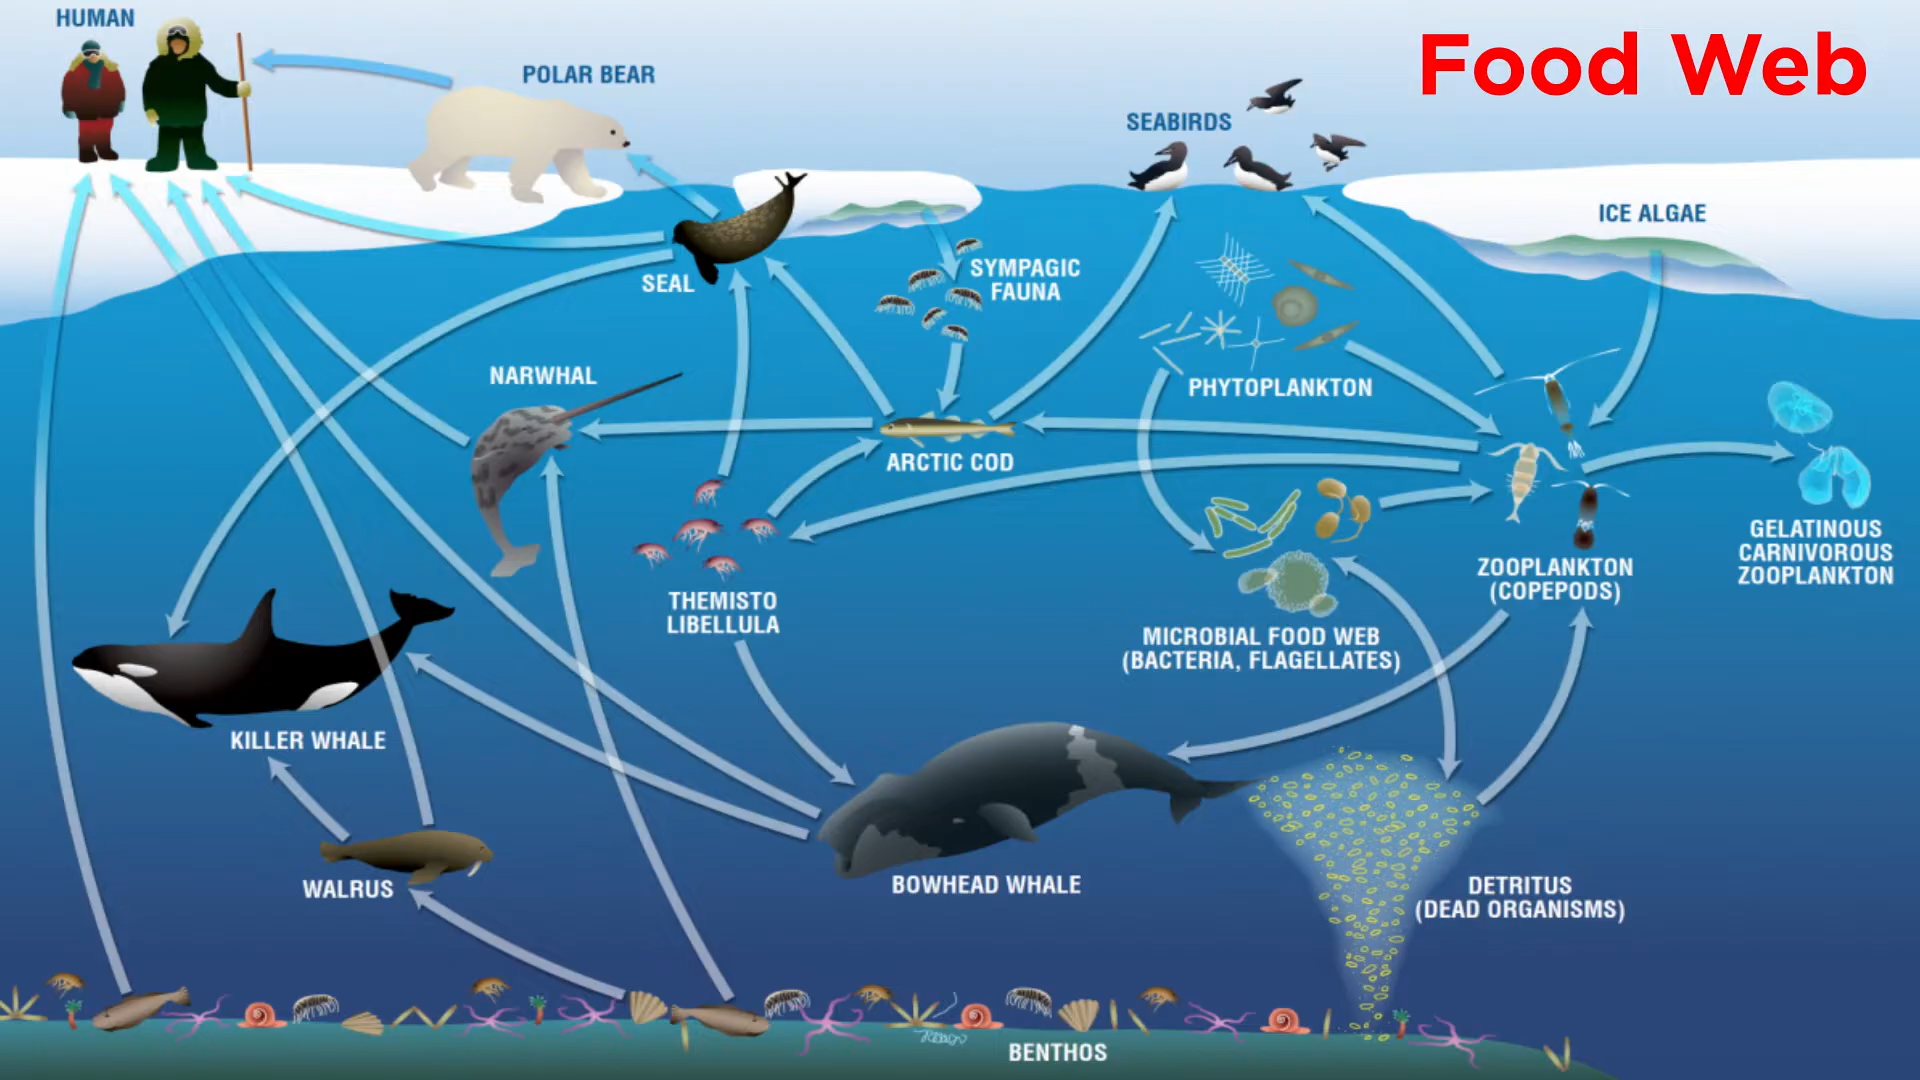 HUMAN
Food Web
POLAR BEAR
SEABIRDS
ICE ALGAE
SEAL
SYMPAGIC
FAUNA
NARWHAL
PHYTOPLANKTON
ARCTIC COD
GELATINOUS
CARNIVOROUS
ZOOPLANKTON
ZOOPLANKTON
(COPEPODS)
THEMISTO
LIBELLULA
MICROBIAL FOOD WEB
(BACTERIA, FLAGELLATES)
KILLER WHALE
WALRUS
BOWHEAD WHALE
DETRITUS
(DEAD ORGANISMS)
BENTHOS